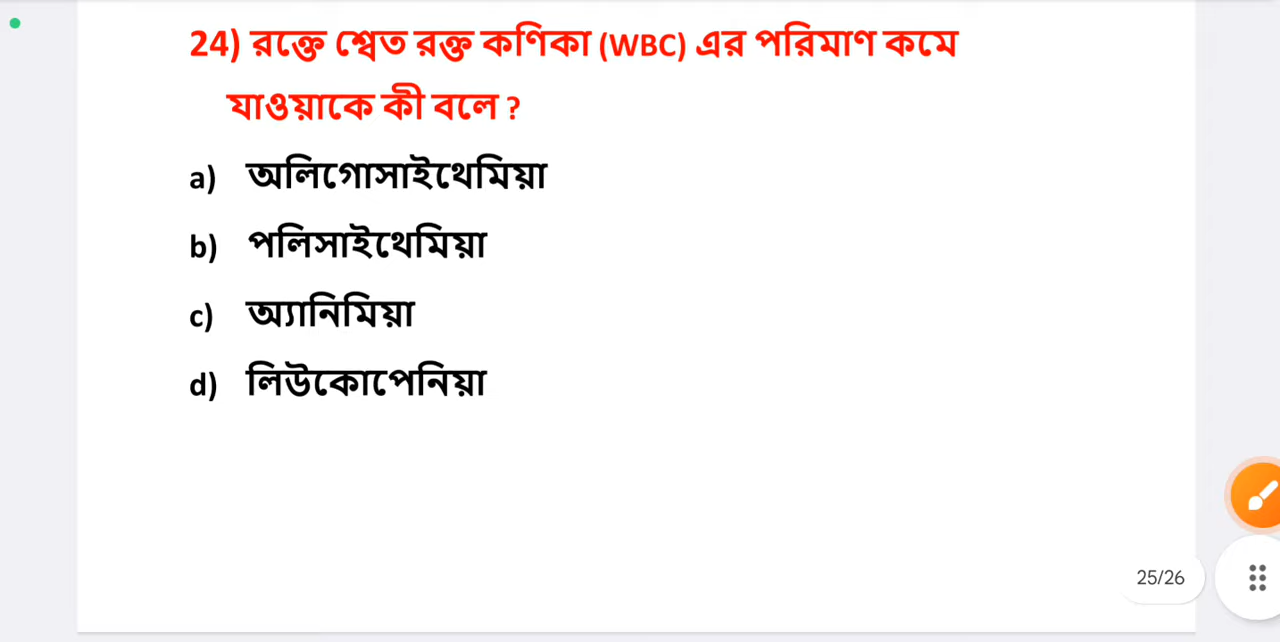 24) রক্তে শ্বেত রক্ত কণিকা (WBC) এর পরিমাণ কমে
যাওয়াকে কী বলে ?
a) অলিগোসাইথেমিয়া
b) পলিসাইথেমিয়া
c) অ্যানিমিয়া
d) লিউকোপেনিয়া
25/26